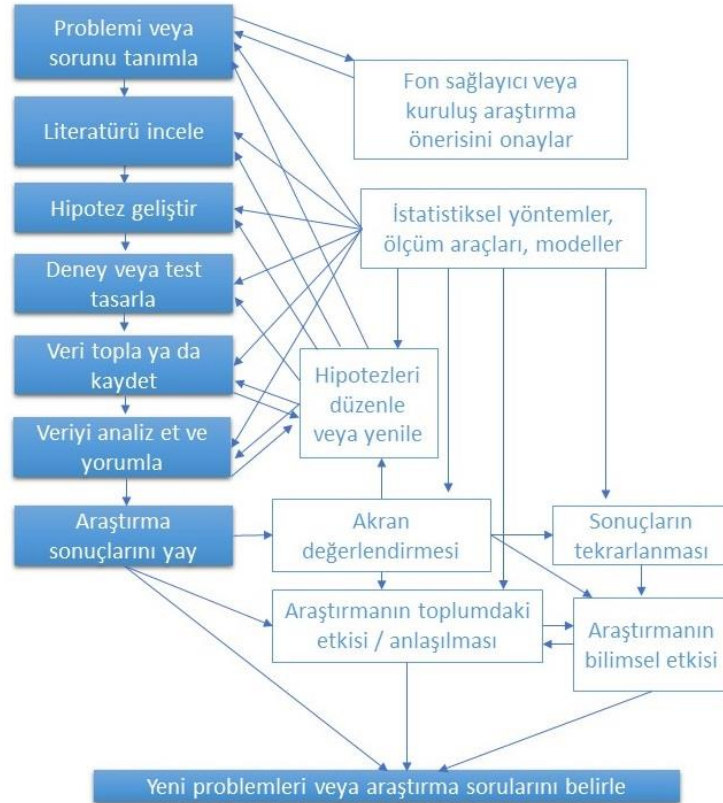 Problemi veya
sorunu tanımla
Fon sağlayıcı veya
kuruluş araştırma
önerisini onaylar
Literatürü incele
Hipotez geliştir
İstatistiksel yöntemler,
ölçüm araçları, modeller
Deney veya test
tasarla
Veri topla ya da
kaydet
Hipotezleri
düzenle
veya yenile
Veriyi analiz et ve
yorumla
Araştırma
sonuçlarını yay
Akran
değerlendirmesi
Sonuçların
tekrarlanması
Araştırmanın toplumdaki
etkisi / anlaşılması
Araştırmanın
bilimsel etkisi
Yeni problemleri veya araştırma sorularını belirle